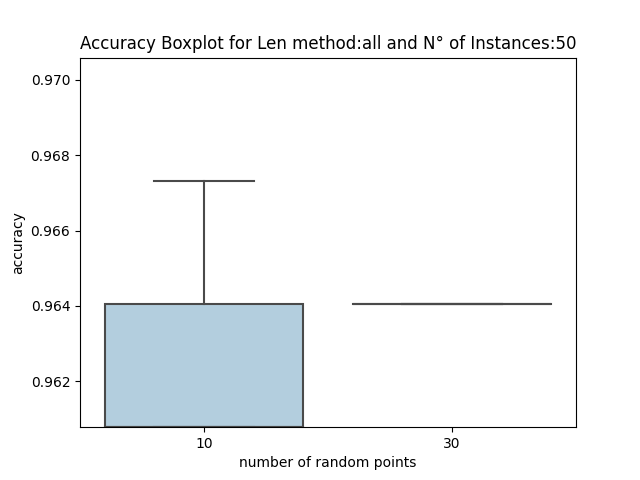 Accuracy Boxplot for Len method:all and N° of Instances:50
0.970
0.968
0.966
0.964
0.962
accuracy
10
30
number of random points